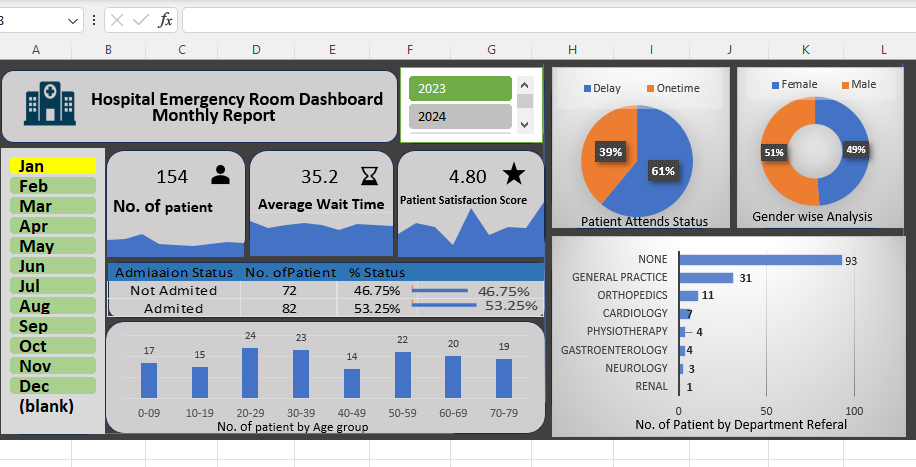 3
fx
A B C D E F G H I J K L
Hospital Emergency Room Dashboard
Monthly Report
2023
2024
Jan
Feb
Mar
Apr
May
Jun
Jul
Aug
Sep
Oct
Nov
Dec
(blank)
154
No. of patient
35.2
Average Wait Time
4.80
Patient Satisfaction Score
Admiaaion Status No. ofPatient % Status
Not Admited 72 46.75% 46.75%
Admited 82 53.25% 53.25%
17 15 24 23 14 22 20 19
0-09 10-19 20-29 30-39 40-49 50-59 60-69 70-79
No. of patient by Age group
Delay Onetime
39%
61%
Patient Attends Status
Female Male
51%
49%
Gender wise Analysis
NONE 93
GENERAL PRACTICE 31
ORTHOPEDICS 11
CARDIOLOGY 7
PHYSIOTHERAPY 4
GASTROENTEROLOGY 4
NEUROLOGY 3
RENAL 1
0 50 100
No. of Patient by Department Referal